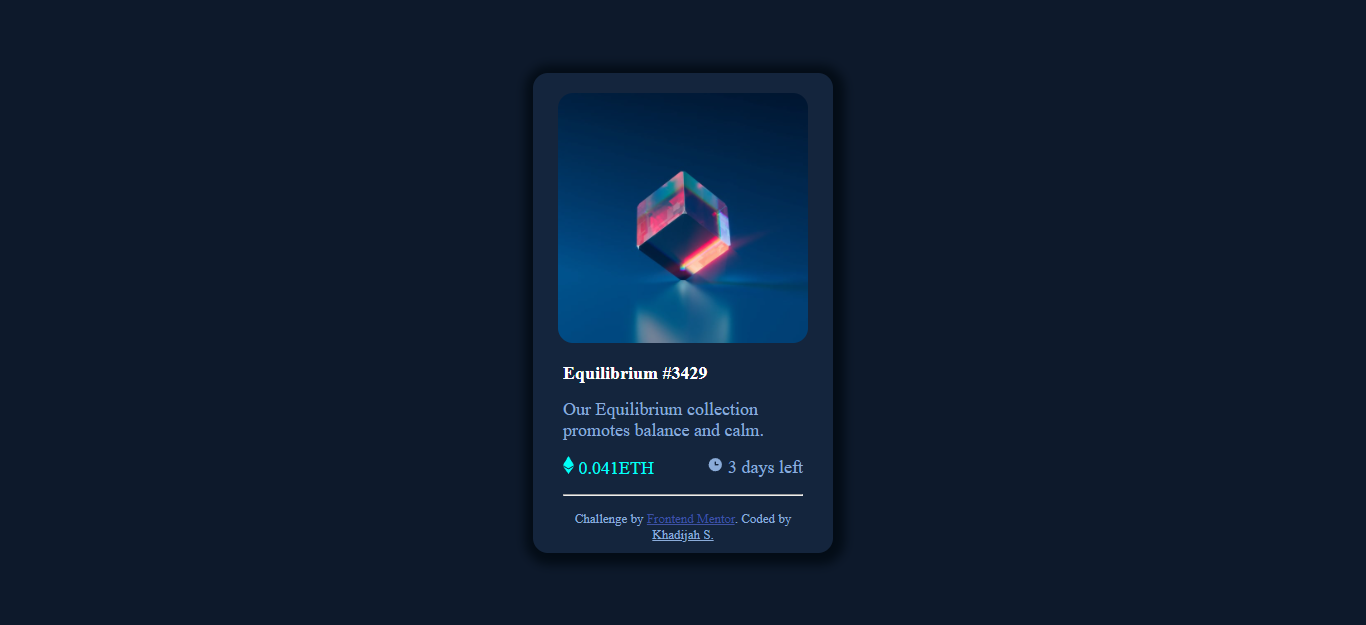 Equilibrium #3429
Our Equilibrium collection
promotes balance and calm.
0.041ETH 3 days left
Challenge by Frontend Mentor. Coded by
Khadijah S.